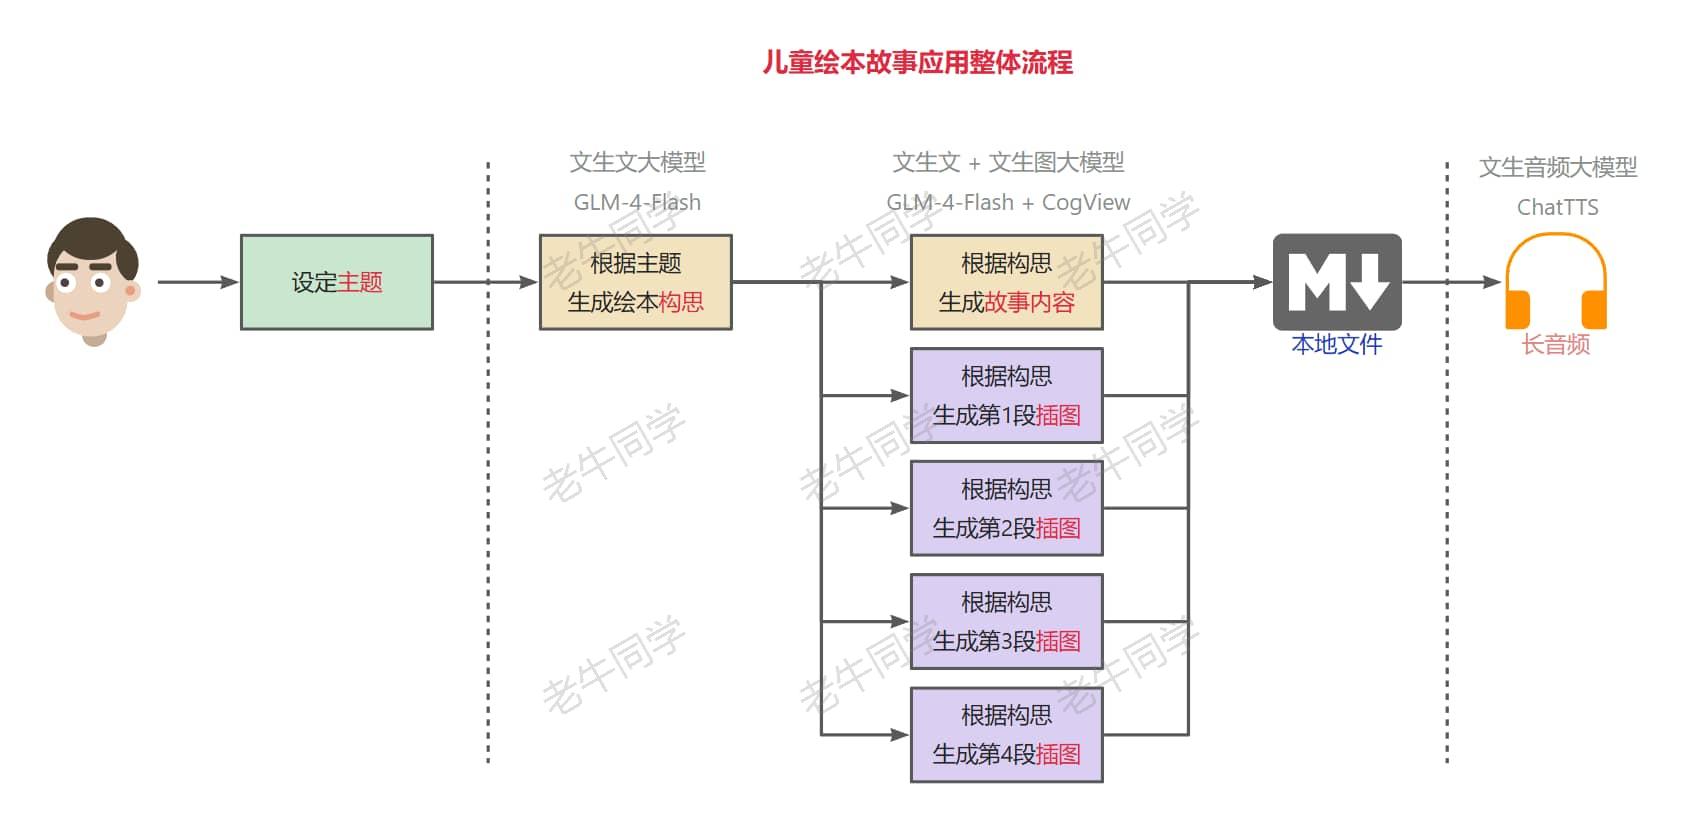 儿童绘本故事应用整体流程
文生文大模型
GLM-4-Flash
文生文 + 文生图大模型
GLM-4-Flash + CogView
文生音频大模型
ChatTTS
设定主题
根据主题
生成绘本构思
根据构思
生成故事内容
根据构思
生成第1段插图
根据构思
生成第2段插图
根据构思
生成第3段插图
根据构思
生成第4段插图
M
本地文件
长音频
老牛同学
老牛同学
老牛同学
老牛同学
老牛同学
老牛同学
老牛同学
老牛同学
老牛同学